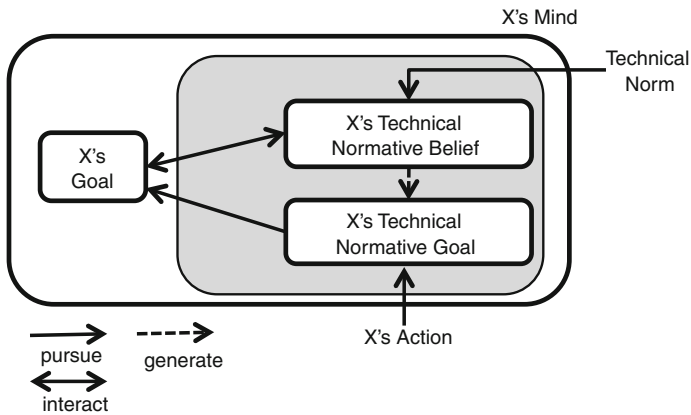 X's Mind
Technical
Norm
X's Technical
Normative Belief
X's
Goal
X's Technical
Normative Goal
X's Action
pursue
generate
interact